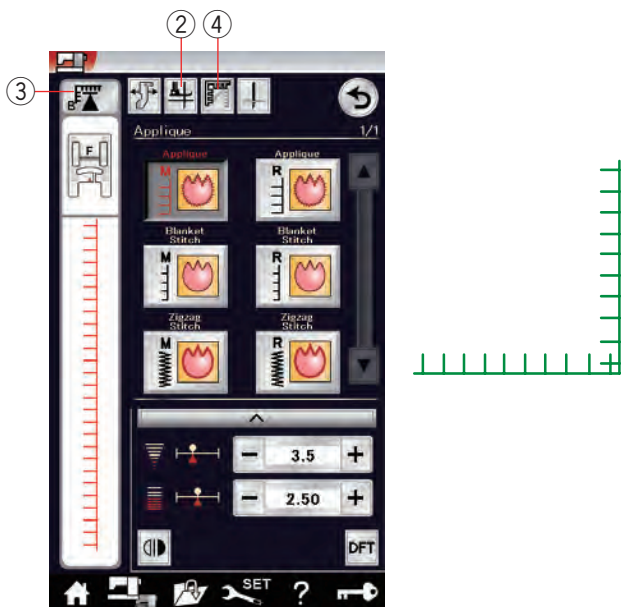 ② ④
③
B
F
Applique 1/1
Applique Applique
M R
Blanket Stitch Blanket Stitch
M R
Zigzag Stitch Zigzag Stitch
M R
− 3.5 +
− 2.50 +
DFT
SET ?